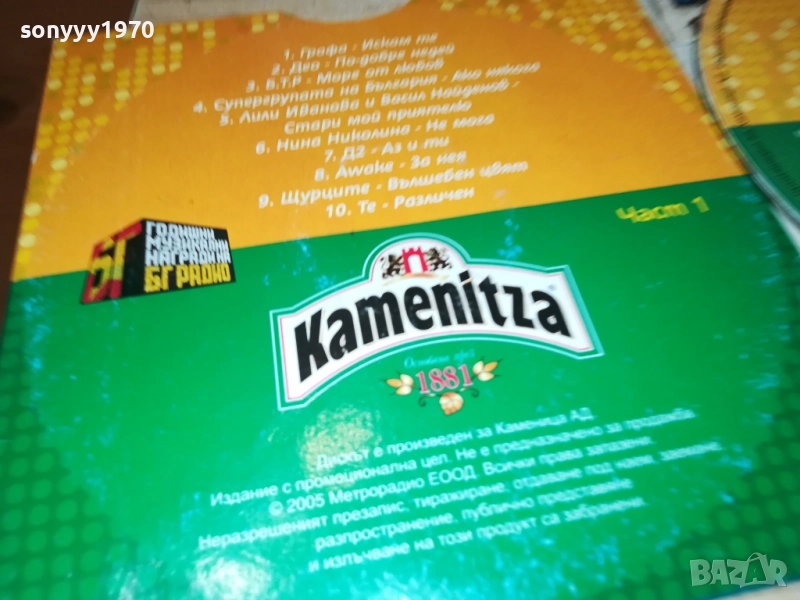 sonyyy1970
1. Графа - Искам те
2. Део - По-добре недей
3. Б.Т.Р - Море от любов
4. Супергрупата на България - Ако някога
5. Лили Иванова и Васил Найденов -
Стари мой приятелю
6. Нина Николина - Не мога
7. Д2 - Аз и ти
8. Awake - За нея
9. Щурците - Вълшебен цвят
10. Те - Различен
Част 1
БГ
ГОДИШНИ
МУЗИКАЛНИ
НАГРАДИ НА
БГ РАДИО
Kamenitza
Основана през
1881
Дискът е произведен за Каменица АД
Издание с промоционална цел. Не е предназначено за продажба.
© 2005 Метрорадио ЕООД. Всички права запазени.
Неразрешеният презапис, тиражиране, отдаване под наем, заемане,
разпространение, публично представяне
и излъчване на този продукт са забранени.
BAZAR